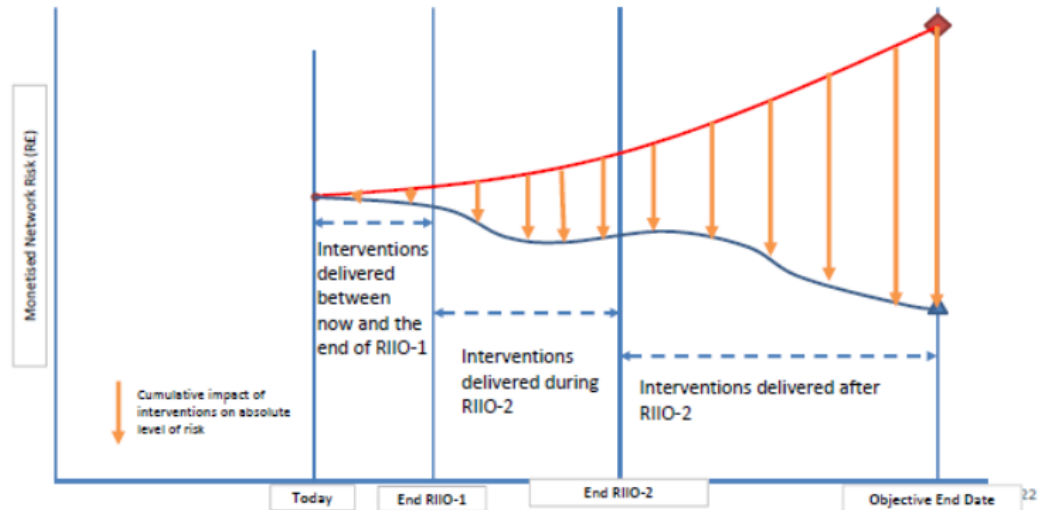 Monetised Network Risk (R£)
Interventions
delivered
between
now and the
end of RIIO-1
Interventions
delivered during
RIIO-2
Interventions delivered after
RIIO-2
Cumulative impact of
interventions on absolute
level of risk
Today
End RIIO-1
End RIIO-2
Objective End Date
22